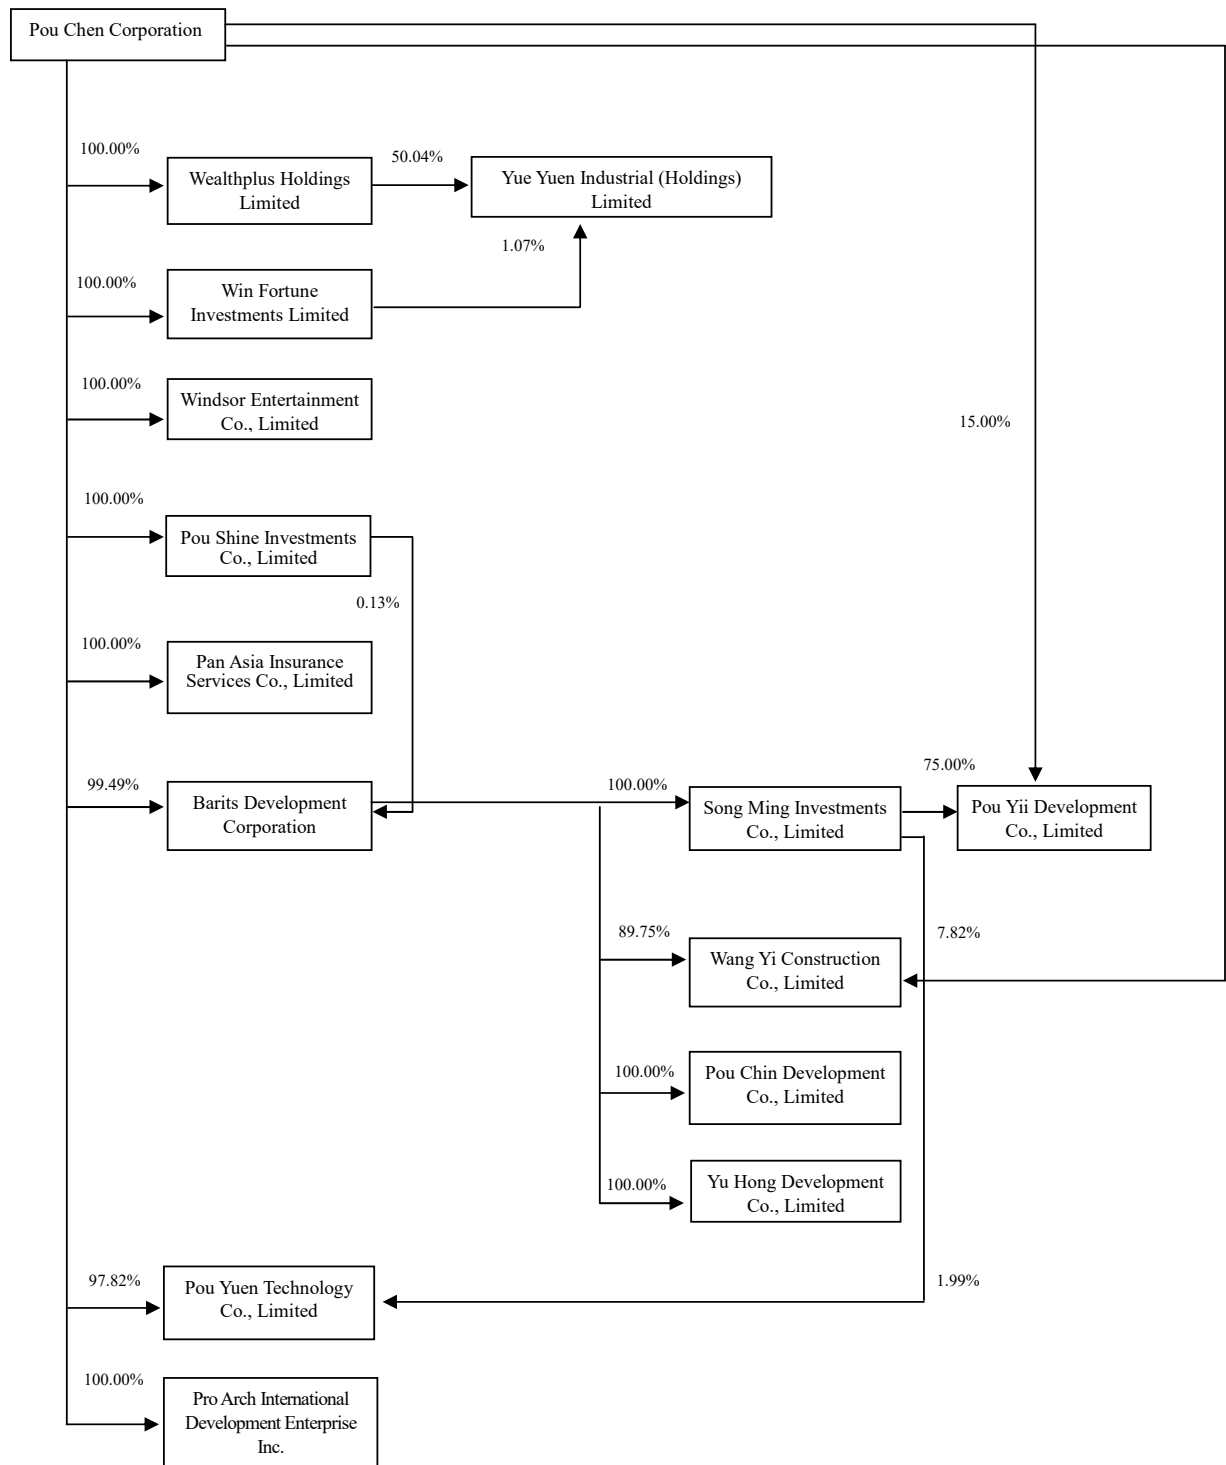 Pou Chen Corporation
100.00%
Wealthplus Holdings
Limited
50.04%
Yue Yuen Industrial (Holdings)
Limited
1.07%
100.00%
Win Fortune
Investments Limited
100.00%
Windsor Entertainment
Co., Limited
15.00%
100.00%
Pou Shine Investments
Co., Limited
0.13%
100.00%
Pan Asia Insurance
Services Co., Limited
99.49%
Barits Development
Corporation
100.00%
Song Ming Investments
Co., Limited
75.00%
Pou Yii Development
Co., Limited
89.75%
Wang Yi Construction
Co., Limited
7.82%
100.00%
Pou Chin Development
Co., Limited
100.00%
Yu Hong Development
Co., Limited
97.82%
Pou Yuen Technology
Co., Limited
1.99%
100.00%
Pro Arch International
Development Enterprise
Inc.